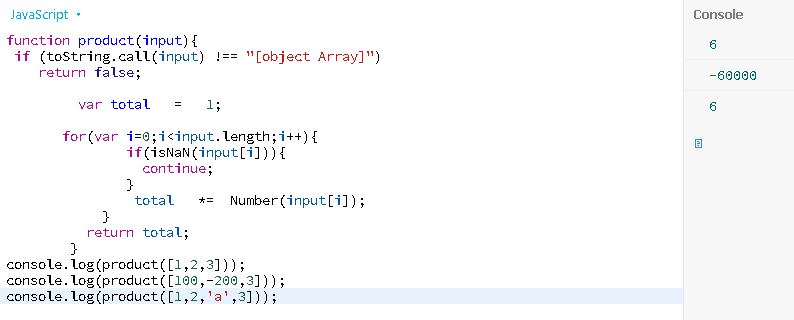 JavaScript
Console
function product(input){
if (toString.call(input) !== "[object Array]")
return false;
var total = 1;
for(var i=0;i<input.length;i++){
if(isNaN(input[i])){
continue;
}
total *= Number(input[i]);
}
return total;
}
console.log(product([1,2,3]));
console.log(product([100,-200,3]));
console.log(product([1,2,'a',3]));
6
-60000
6